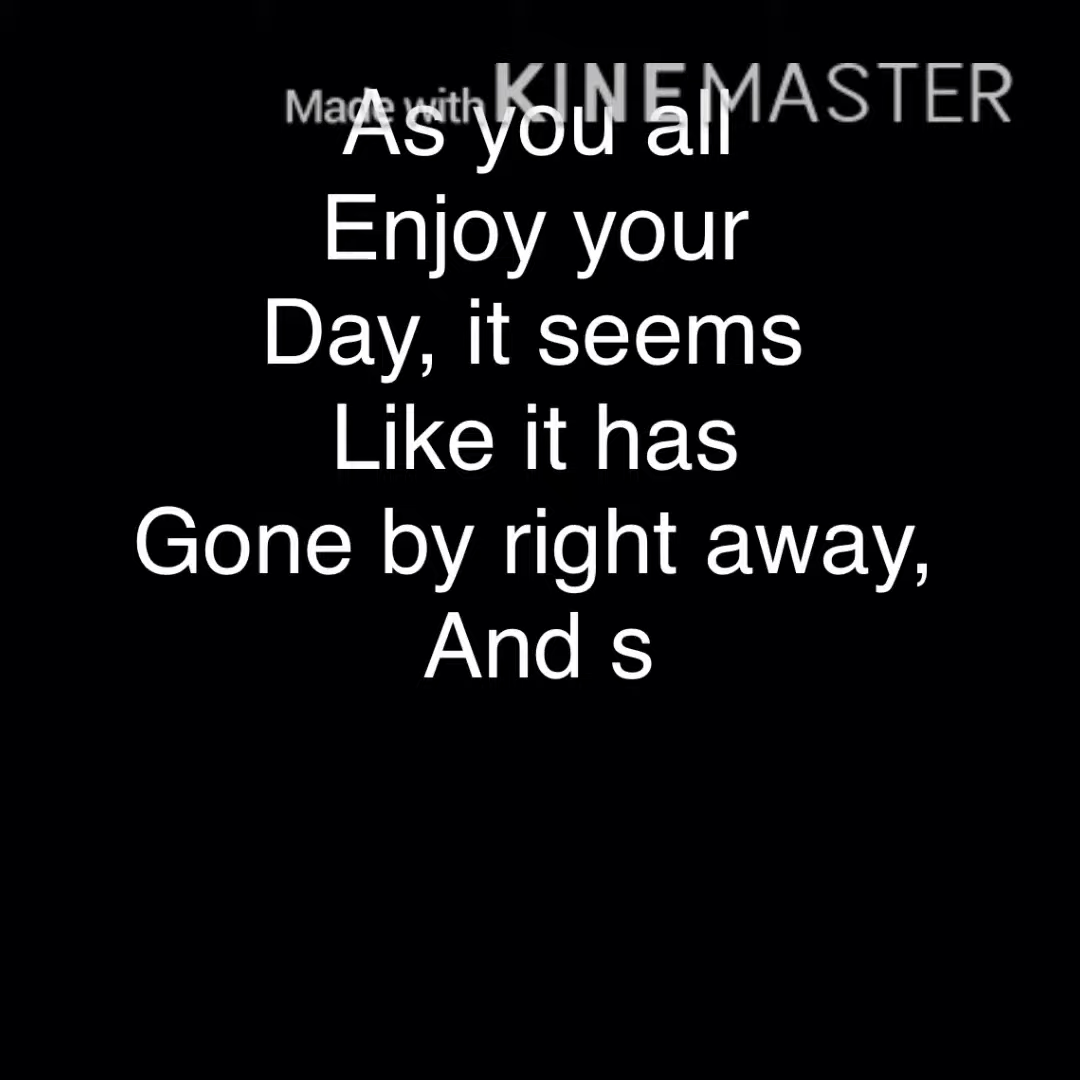 Made with KINEMASTER
As you all
Enjoy your
Day, it seems
Like it has
Gone by right away,
And s